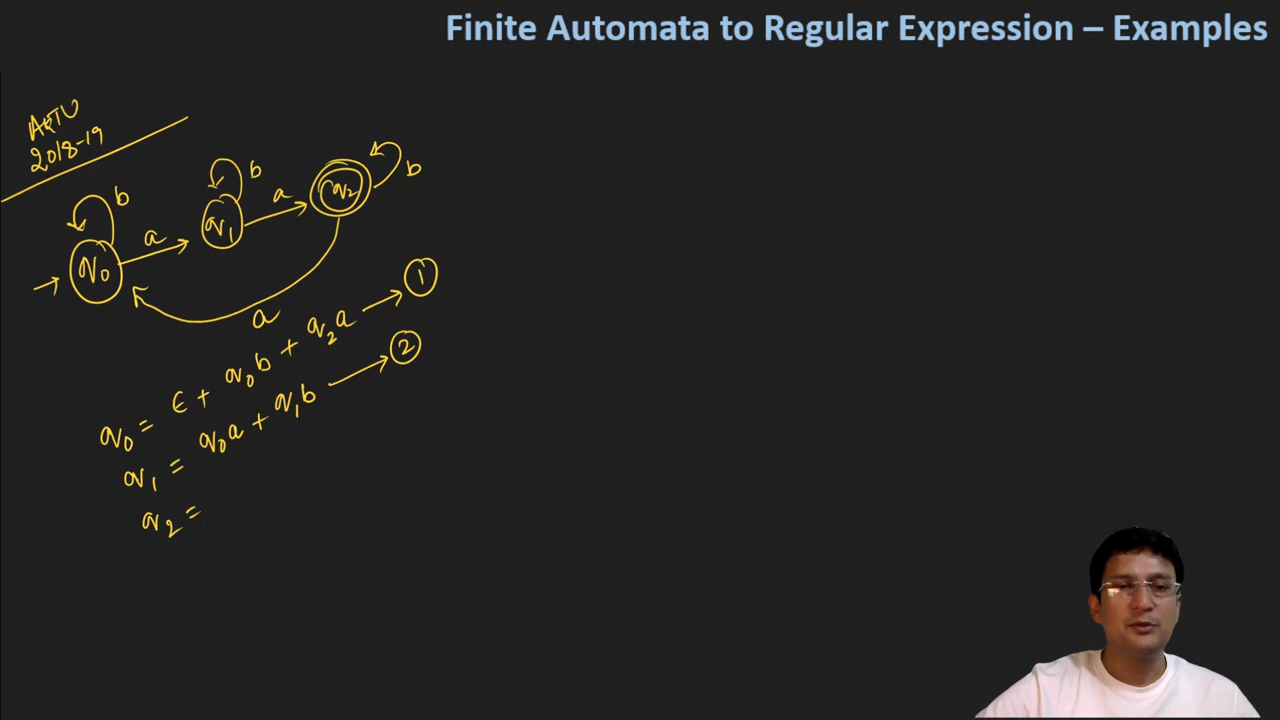 Finite Automata to Regular Expression – Examples
AKTU
2018-19
b
b
b
a
a
q0
q1
q2
a
q0 = ϵ + q0b + q2a → 1
q1 = q0a + q1b → 2
q2 =